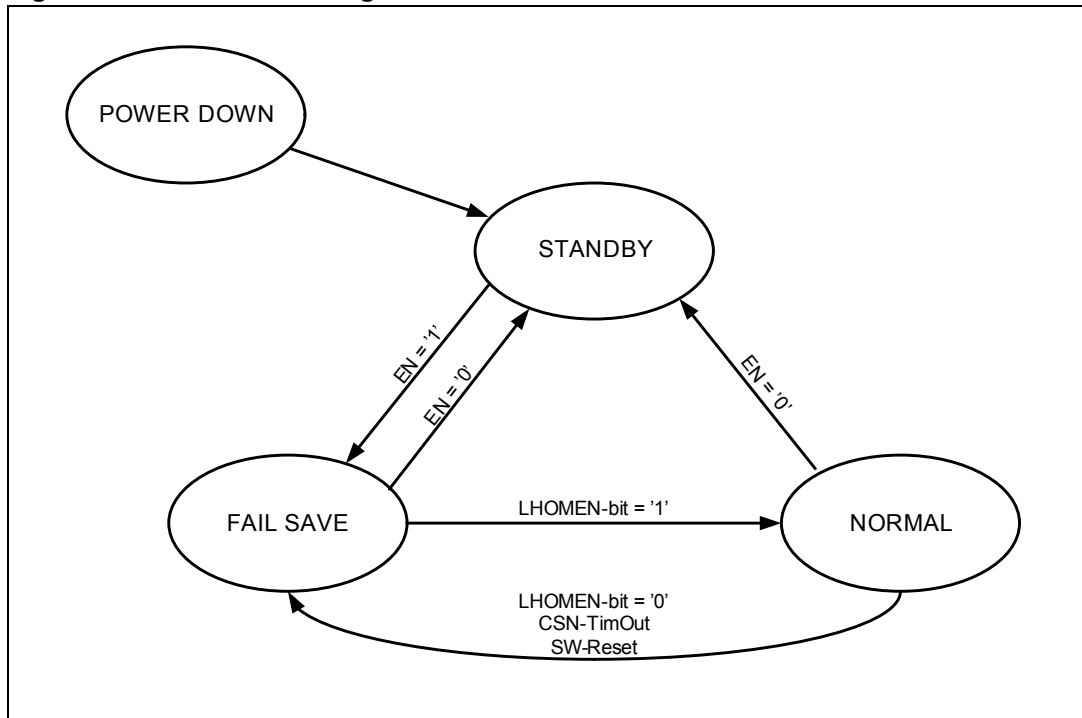 POWER DOWN
STANDBY
EN = '1'
EN = '0'
EN = '0'
FAIL SAVE
LHOMEN-bit = '1'
NORMAL
LHOMEN-bit = '0'
CSN-TimOut
SW-Reset